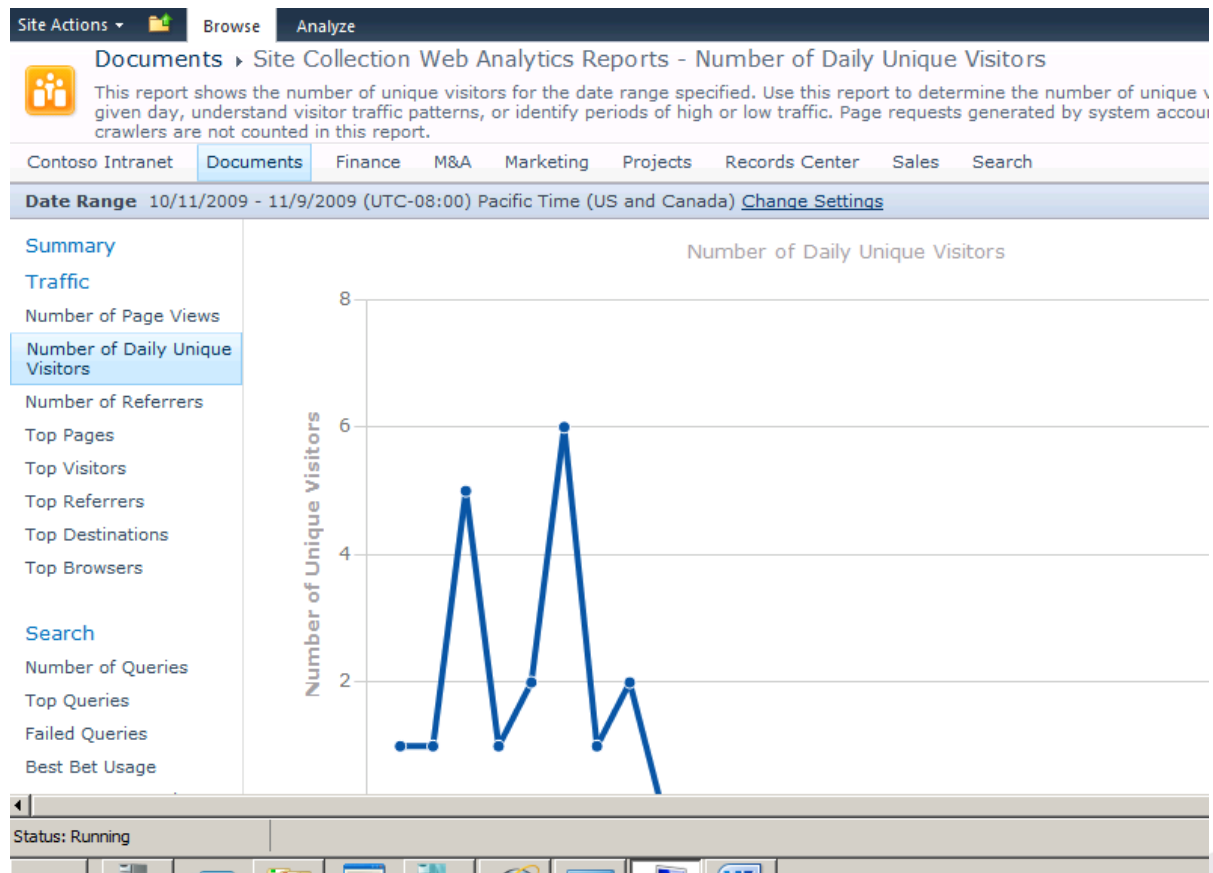 Site Actions Browse Analyze
Documents Site Collection Web Analytics Reports - Number of Daily Unique Visitors
This report shows the number of unique visitors for the date range specified. Use this report to determine the number of unique
given day, understand visitor traffic patterns, or identify periods of high or low traffic. Page requests generated by system
crawlers are not counted in this report.
Contoso Intranet Documents Finance M&A Marketing Projects Records Center Sales Search
Date Range 10/11/2009 - 11/9/2009 (UTC-08:00) Pacific Time (US and Canada) Change Settings
Summary
Traffic
Number of Page Views
Number of Daily Unique
Visitors
Number of Referrers
Top Pages
Top Visitors
Top Referrers
Top Destinations
Top Browsers
Search
Number of Queries
Top Queries
Failed Queries
Best Bet Usage
Number of Daily Unique Visitors
Number of Unique Visitors
8
6
4
2
Status: Running